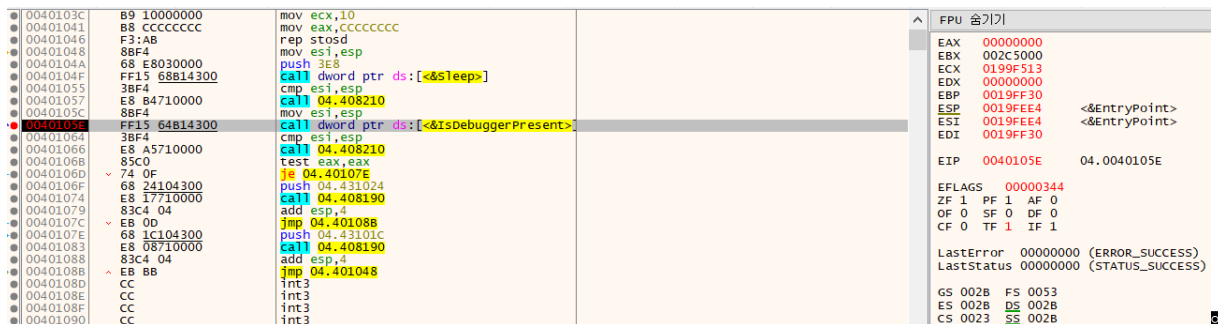 0040103C B9 10000000 mov ecx,10
00401041 B8 CCCCCCCC mov eax,CCCCCCCC
00401046 F3:AB rep stosd
00401048 8BF4 mov esi,esp
0040104A 68 E8030000 push 3E8
0040104F FF15 68B14300 call dword ptr ds:[<&Sleep>]
00401055 3BF4 cmp esi,esp
00401057 E8 B4710000 call 04.408210
0040105C 8BF4 mov esi,esp
0040105E FF15 64B14300 call dword ptr ds:[<&IsDebuggerPresent>]
00401064 3BF4 cmp esi,esp
00401066 E8 A5710000 call 04.408210
0040106B 85C0 test eax,eax
0040106D 74 0F je 04.40107E
0040106F 68 24104300 push 04.431024
00401074 E8 17710000 call 04.408190
00401079 83C4 04 add esp,4
0040107C EB 0D jmp 04.40108B
0040107E 68 1C104300 push 04.43101C
00401083 E8 08710000 call 04.408190
00401088 83C4 04 add esp,4
0040108B EB BB jmp 04.401048
0040108D CC int3
0040108E CC int3
0040108F CC int3
00401090 CC int3
FPU 숨기기
EAX 00000000
EBX 002C5000
ECX 0199F513
EDX 00000000
EBP 0019FF30
ESP 0019FEE4 <&EntryPoint>
ESI 0019FEE4 <&EntryPoint>
EDI 0019FF30
EIP 0040105E 04.0040105E
EFLAGS 00000344
ZF 1 PF 1 AF 0
OF 0 SF 0 DF 0
CF 0 TF 1 IF 1
LastError 00000000 (ERROR_SUCCESS)
LastStatus 00000000 (STATUS_SUCCESS)
GS 002B FS 0053
ES 002B DS 002B
CS 0023 SS 002B